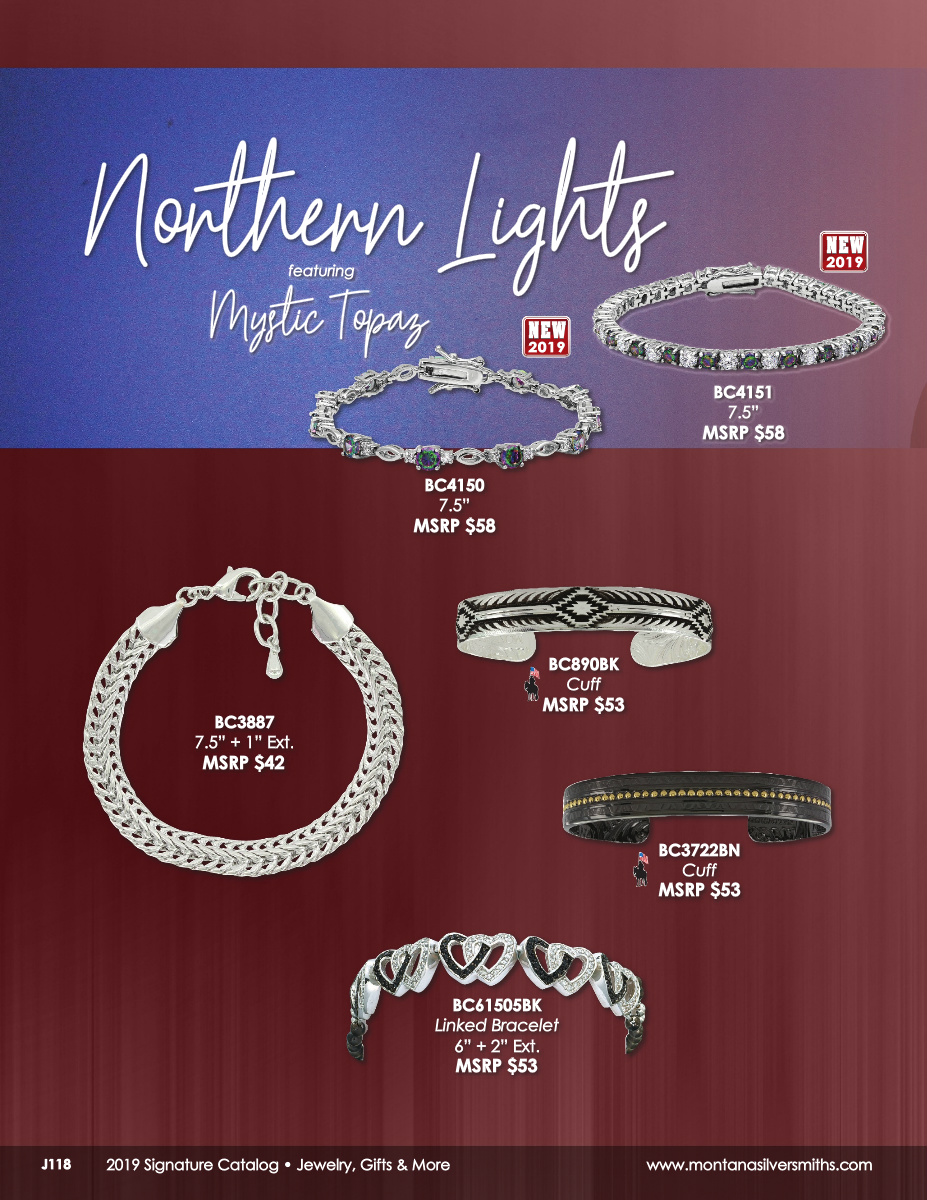 Northern Lights
featuring
Mystic Topaz
NEW
2019
BC4151
7.5”
MSRP $58
NEW
2019
BC4150
7.5”
MSRP $58
BC3887
7.5” + 1” Ext.
MSRP $42
BC890BK
Cuff
MSRP $53
BC3722BN
Cuff
MSRP $53
BC61505BK
Linked Bracelet
6” + 2” Ext.
MSRP $53
J118 2019 Signature Catalog • Jewelry, Gifts & More www.montanasilversmiths.com